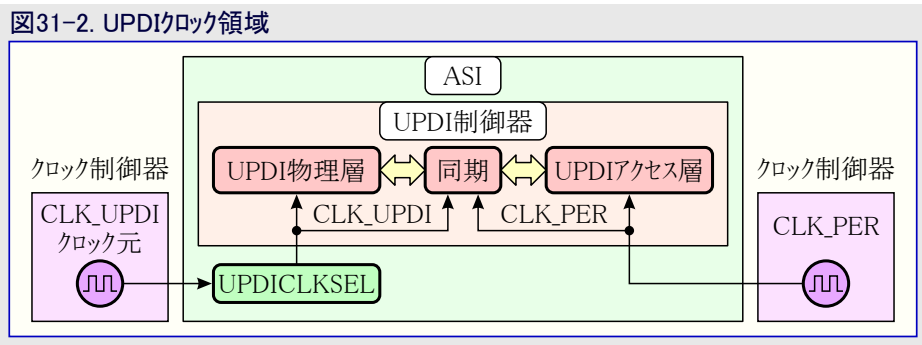 図31-2. UPDIｸﾛｯｸ領域
ASI
UPDI制御器
UPDI物理層
同期
UPDIｱｸｾｽ層
CLK_UPDI
CLK_PER
UPDICLKSEL
ｸﾛｯｸ制御器
CLK_UPDI
ｸﾛｯｸ元
ｸﾛｯｸ制御器
CLK_PER